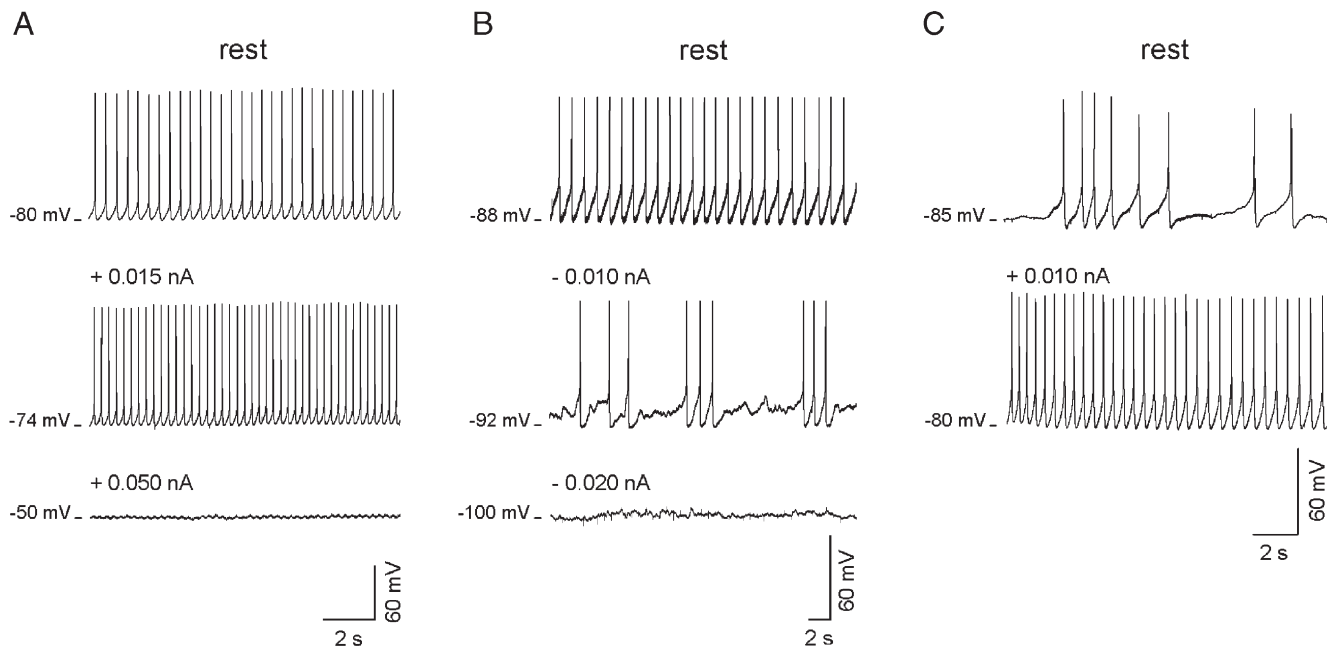 A
rest
-80 mV
+ 0.015 nA
-74 mV
+ 0.050 nA
-50 mV
60 mV
2 s
B
rest
-88 mV
- 0.010 nA
-92 mV
- 0.020 nA
-100 mV
60 mV
2 s
C
rest
-85 mV
+ 0.010 nA
-80 mV
60 mV
2 s